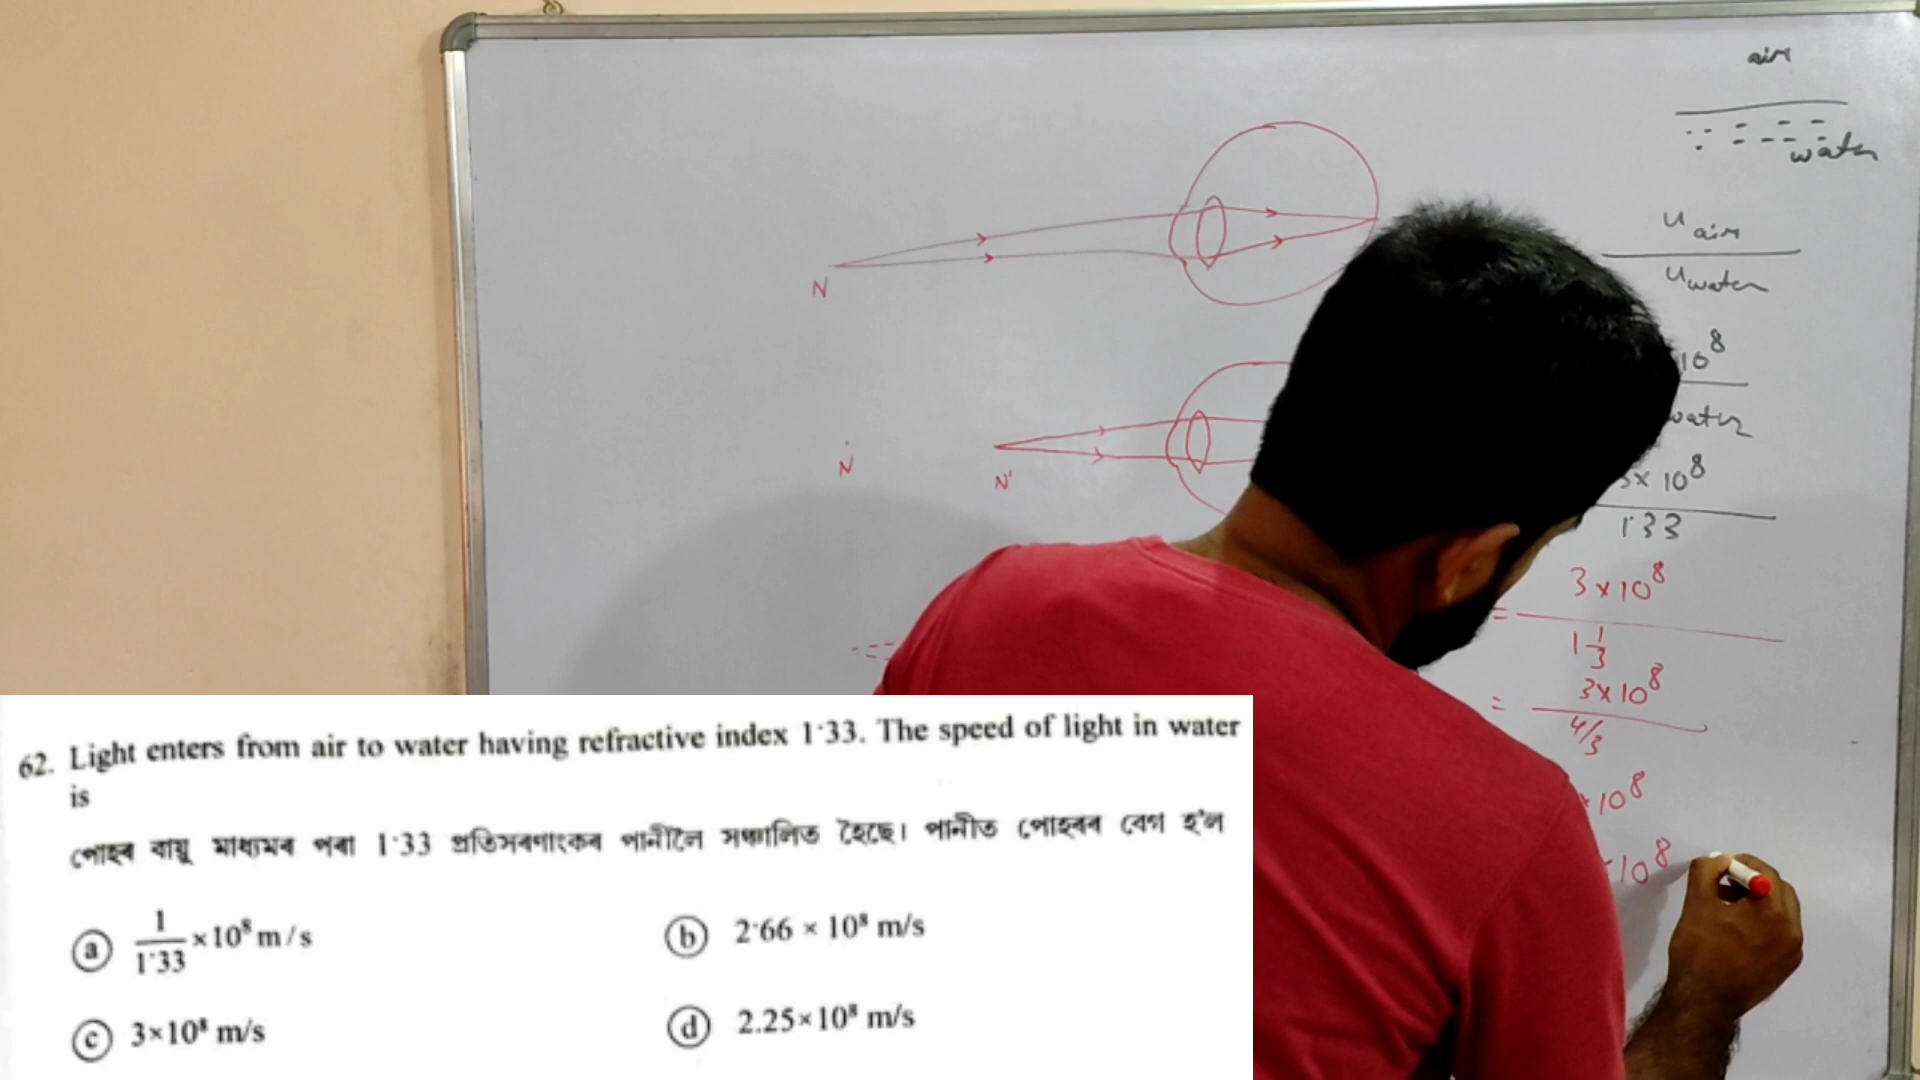 air
water
u air
u water
10⁸
water
3× 10⁸
1·33
3 × 10⁸
=
1 1/3
3× 10⁸
=
4/3
× 10⁸
× 10⁸
N
N
N'
62. Light enters from air to water having refractive index 1·33. The speed of light in water
is
পোহৰ বায়ু মাধ্যমৰ পৰা 1·33 প্ৰতিসৰণাংকৰ পানীলৈ সঞ্চালিত হৈছে। পানীত পোহৰৰ বেগ হ'ল
a 1/1·33 ×10⁸ m/s
b 2·66 × 10⁸ m/s
c 3×10⁸ m/s
d 2.25×10⁸ m/s